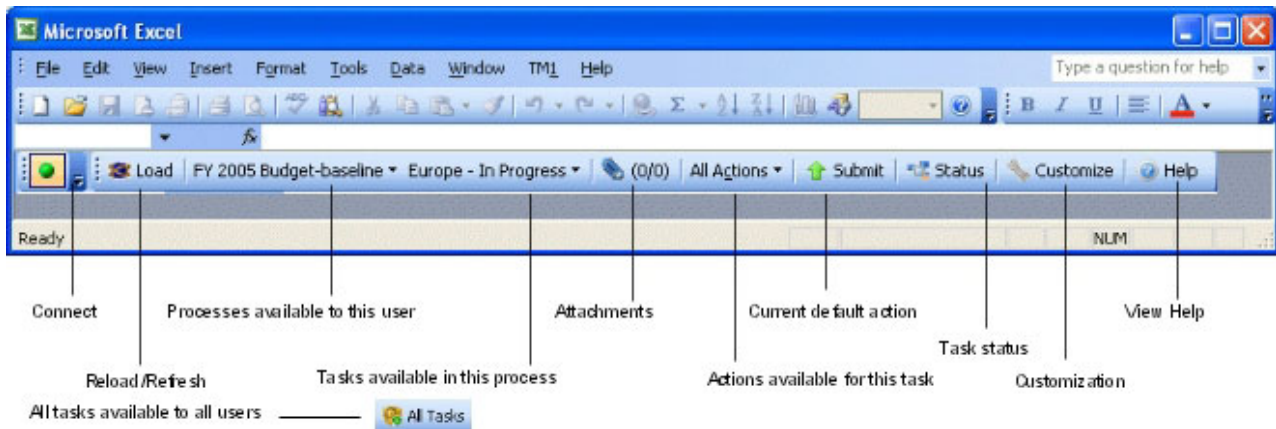 Microsoft Excel
File Edit View Insert Format Tools Data Window TM1 Help Type a question for help
ABC Σ A Z Z A B I U A
fx
Load FY 2005 Budget-baseline Europe - In Progress (0/0) All Actions Submit Status Customize Help
Ready NUM
Connect Processes available to this user Attachments Current default action View Help
Task status
Reload/Refresh Tasks available in this process Actions available for this task Customization
All tasks available to all users All Tasks